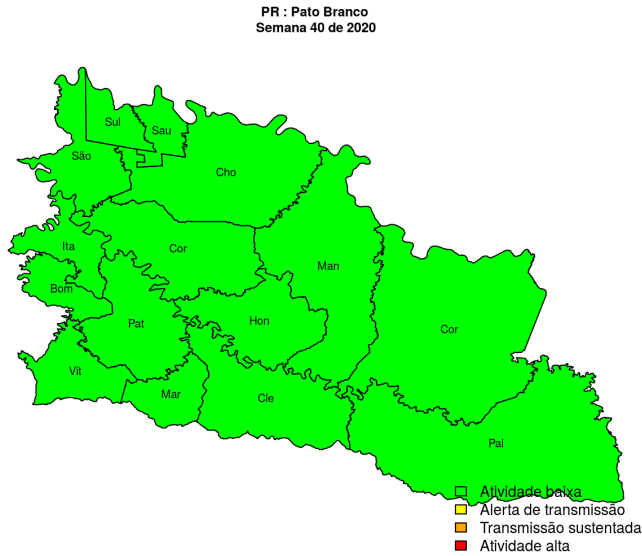 PR : Pato Branco
Semana 40 de 2020
Sul
Sau
São
Cho
Ita
Cor
Man
Bom
Pat
Hon
Cor
Vit
Mar
Cle
Pal
Atividade baixa
Alerta de transmissão
Transmissão sustentada
Atividade alta